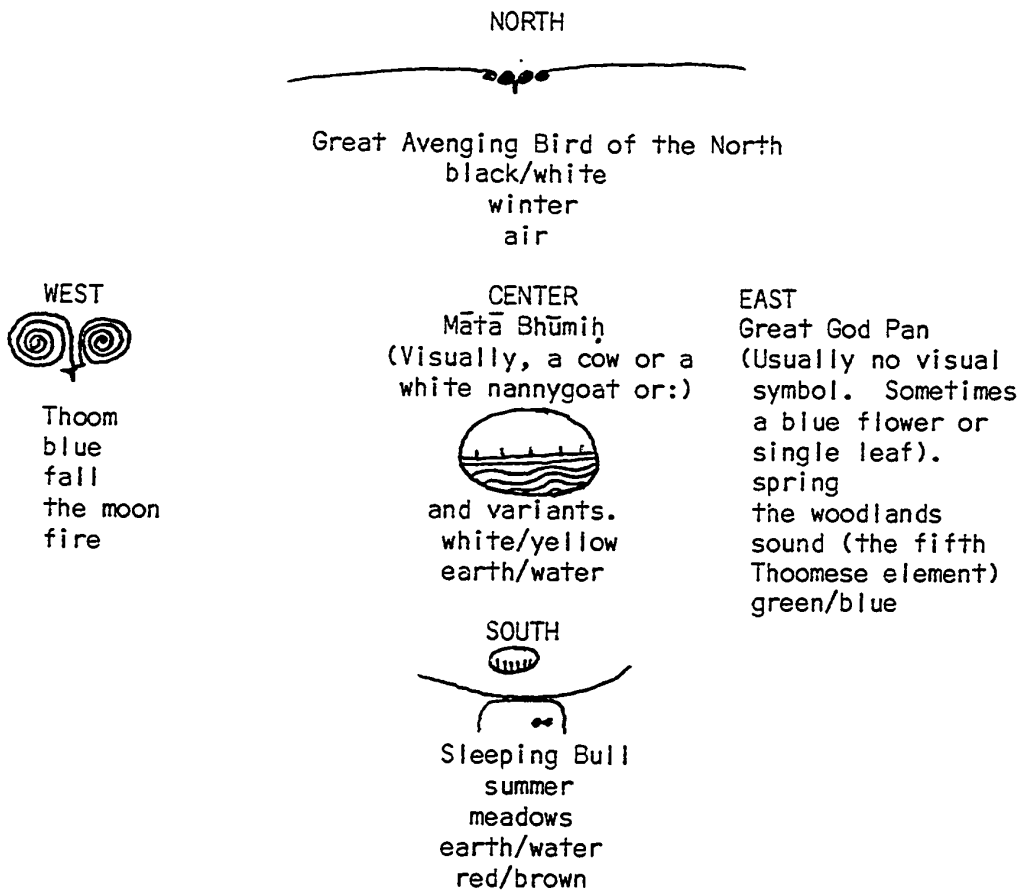 NORTH
Great Avenging Bird of the North
black/white
winter
air
WEST
Thoom
blue
fall
the moon
fire
CENTER
Mātā Bhūmiḥ
(Visually, a cow or a
white nannygoat or:)
and variants.
white/yellow
earth/water
EAST
Great God Pan
(Usually no visual
symbol. Sometimes
a blue flower or
single leaf).
spring
the woodlands
sound (the fifth
Thoomese element)
green/blue
SOUTH
Sleeping Bull
summer
meadows
earth/water
red/brown